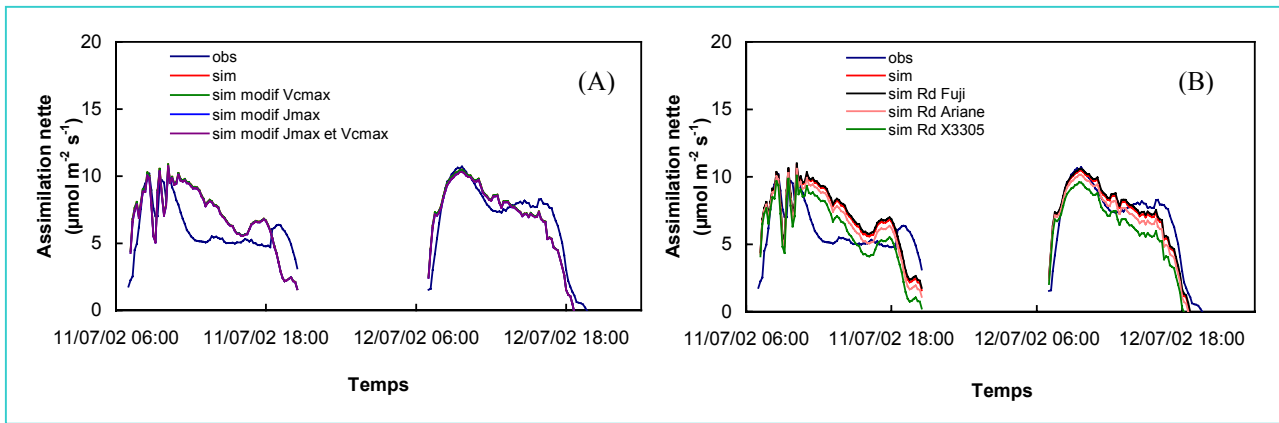 20
15
10
5
0
Assimilation nette
(µmol m-2 s-1)
obs
sim
sim modif Vcmax
sim modif Jmax
sim modif Jmax et Vcmax
(A)
11/07/02 06:00 11/07/02 18:00 12/07/02 06:00 12/07/02 18:00
Temps
20
15
10
5
0
Assimilation nette
(µmol m-2 s-1)
obs
sim
sim Rd Fuji
sim Rd Ariane
sim Rd X3305
(B)
11/07/02 06:00 11/07/02 18:00 12/07/02 06:00 12/07/02 18:00
Temps